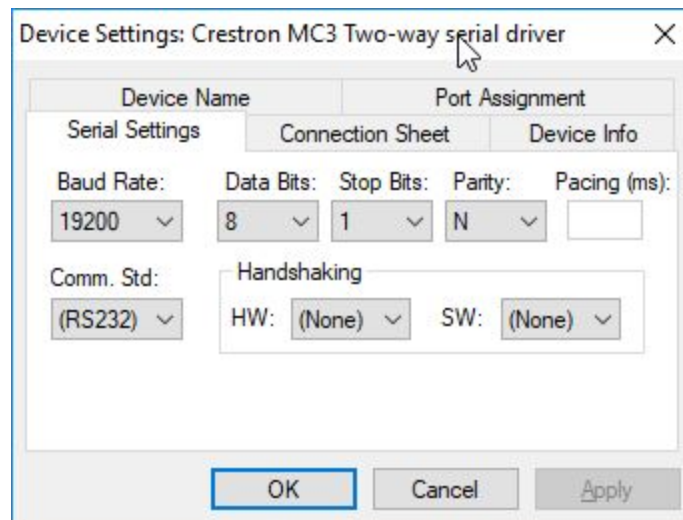 Device Settings: Crestron MC3 Two-way serial driver
Device Name Port Assignment
Serial Settings Connection Sheet Device Info
Baud Rate: Data Bits: Stop Bits: Parity: Pacing (ms):
19200 8 1 N
Comm. Std: Handshaking
(RS232) HW: (None) SW: (None)
OK Cancel Apply